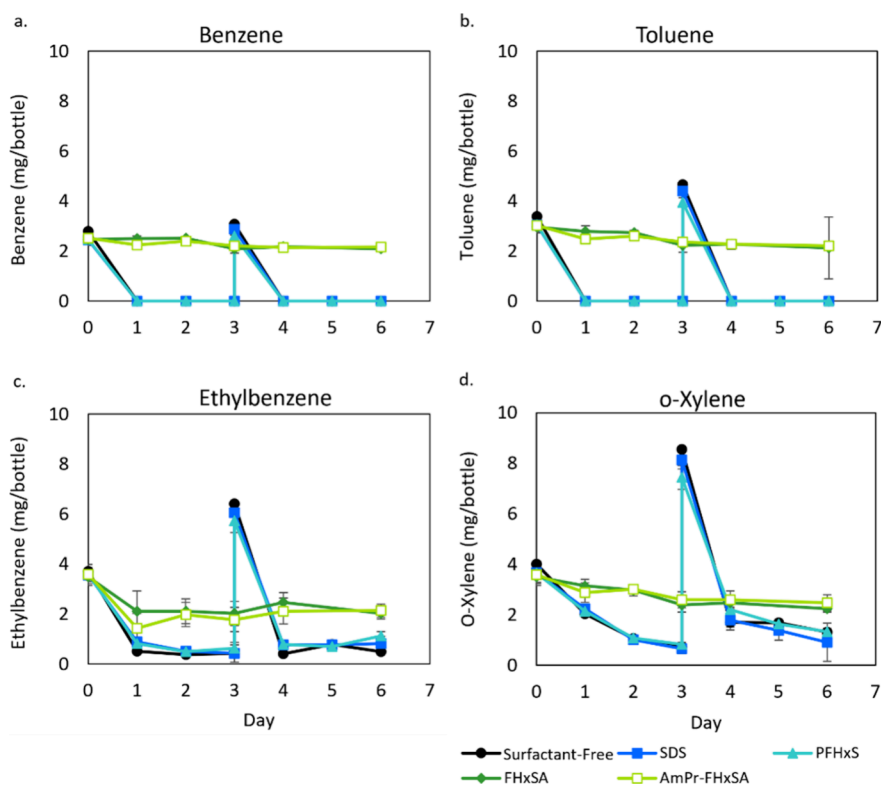 a.
Benzene
Benzene (mg/bottle)
10
8
6
4
2
0
0 1 2 3 4 5 6 7
b.
Toluene
Toluene (mg/bottle)
10
8
6
4
2
0
0 1 2 3 4 5 6 7
c.
Ethylbenzene
Ethylbenzene (mg/bottle)
10
8
6
4
2
0
0 1 2 3 4 5 6 7
Day
d.
o-Xylene
O-Xylene (mg/bottle)
10
8
6
4
2
0
0 1 2 3 4 5 6 7
Day
Surfactant-Free SDS PFHxS
FHxSA AmPr-FHxSA